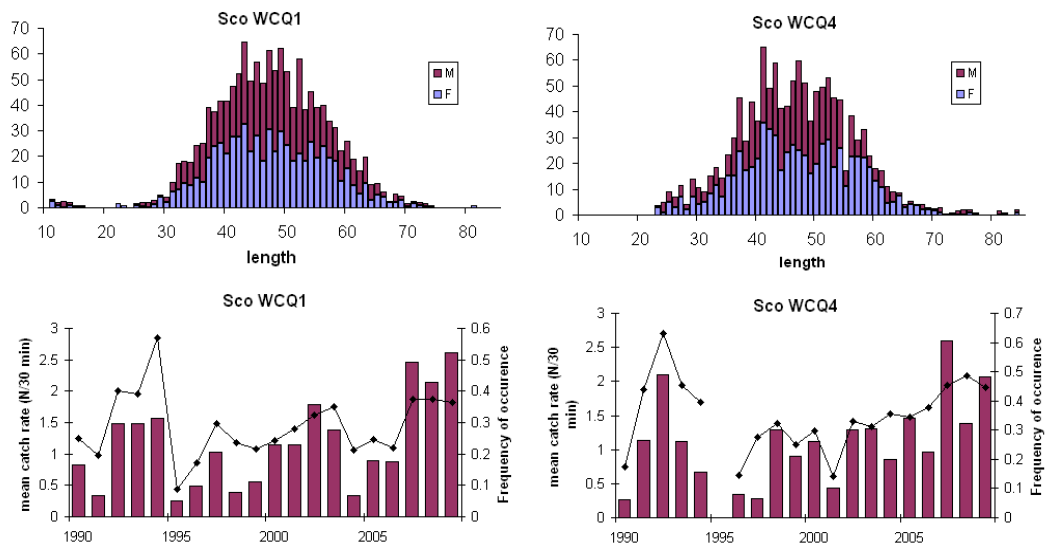 Sco WCQ1
70
60
50
40
30
20
10
0
M
F
10 20 30 40 50 60 70 80
length
Sco WCQ4
70
60
50
40
30
20
10
0
M
F
10 20 30 40 50 60 70 80
length
Sco WCQ1
mean catch rate (N/30 min)
3
2.5
2
1.5
1
0.5
0
0.6
0.5
0.4
0.3
0.2
0.1
0
Frequency of occurence
1990 1995 2000 2005
Sco WCQ4
mean catch rate (N/30
min)
3
2.5
2
1.5
1
0.5
0
0.7
0.6
0.5
0.4
0.3
0.2
0.1
0
Frequency of occurence
1990 1995 2000 2005